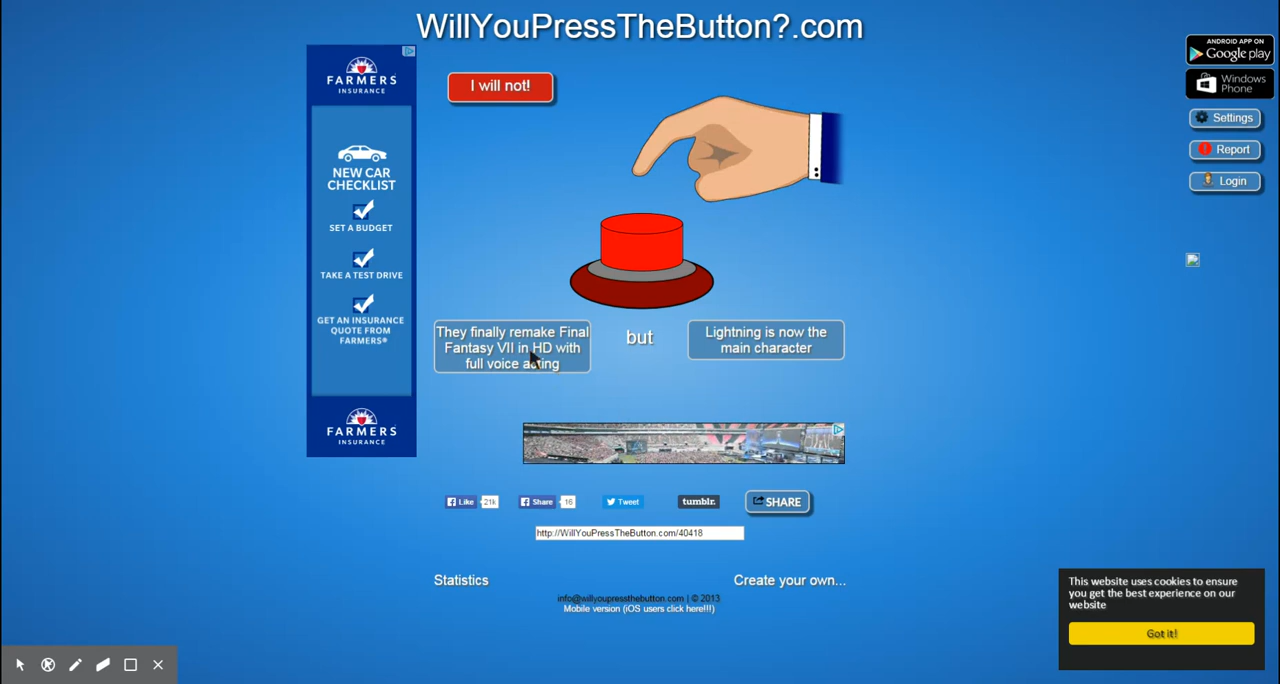 WillYouPressTheButton?.com
FARMERS
INSURANCE
NEW CAR
CHECKLIST
SET A BUDGET
TAKE A TEST DRIVE
GET AN INSURANCE
QUOTE FROM
FARMERS®
FARMERS
INSURANCE
I will not!
They finally remake Final
Fantasy VII in HD with
full voice acting
but
Lightning is now the
main character
Like
21k
Share
16
Tweet
tumblr.
SHARE
http://WillYouPressTheButton.com/40418
Statistics
Create your own...
info@willyoupressthebutton.com | © 2013
Mobile version (iOS users click here!!!)
ANDROID APP ON
Google play
Windows
Phone
Settings
Report
Login
This website uses cookies to ensure
you get the best experience on our
website
Got it!